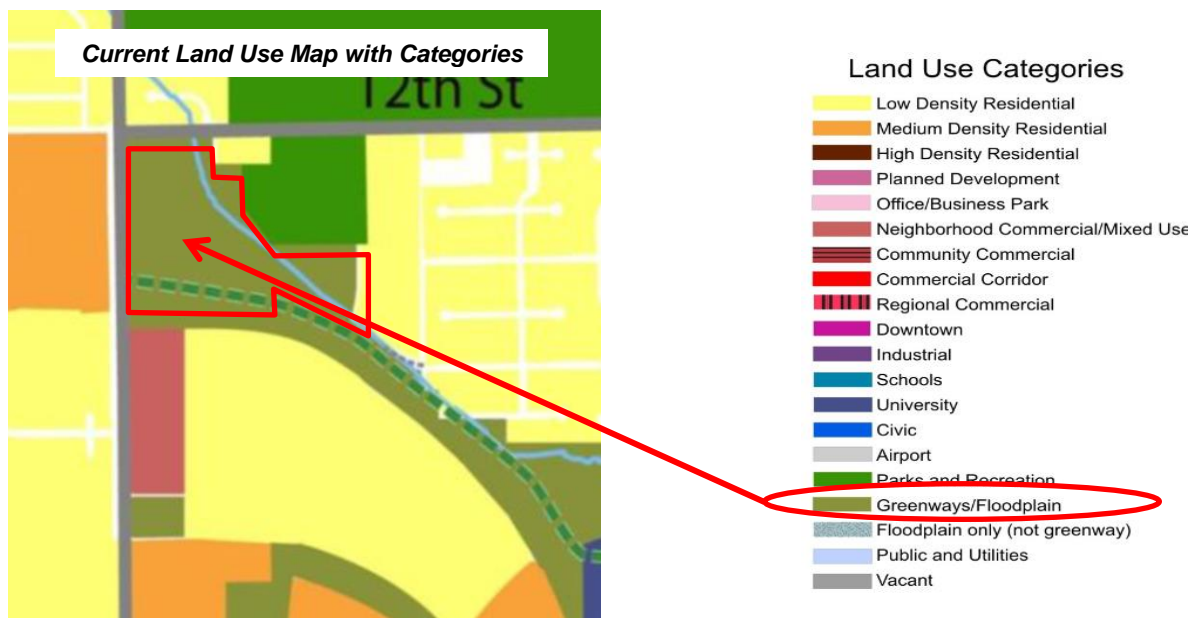 Current Land Use Map with Categories
12th St
Land Use Categories
Low Density Residential
Medium Density Residential
High Density Residential
Planned Development
Office/Business Park
Neighborhood Commercial/Mixed Use
Community Commercial
Commercial Corridor
Regional Commercial
Downtown
Industrial
Schools
University
Civic
Airport
Parks and Recreation
Greenways/Floodplain
Floodplain only (not greenway)
Public and Utilities
Vacant